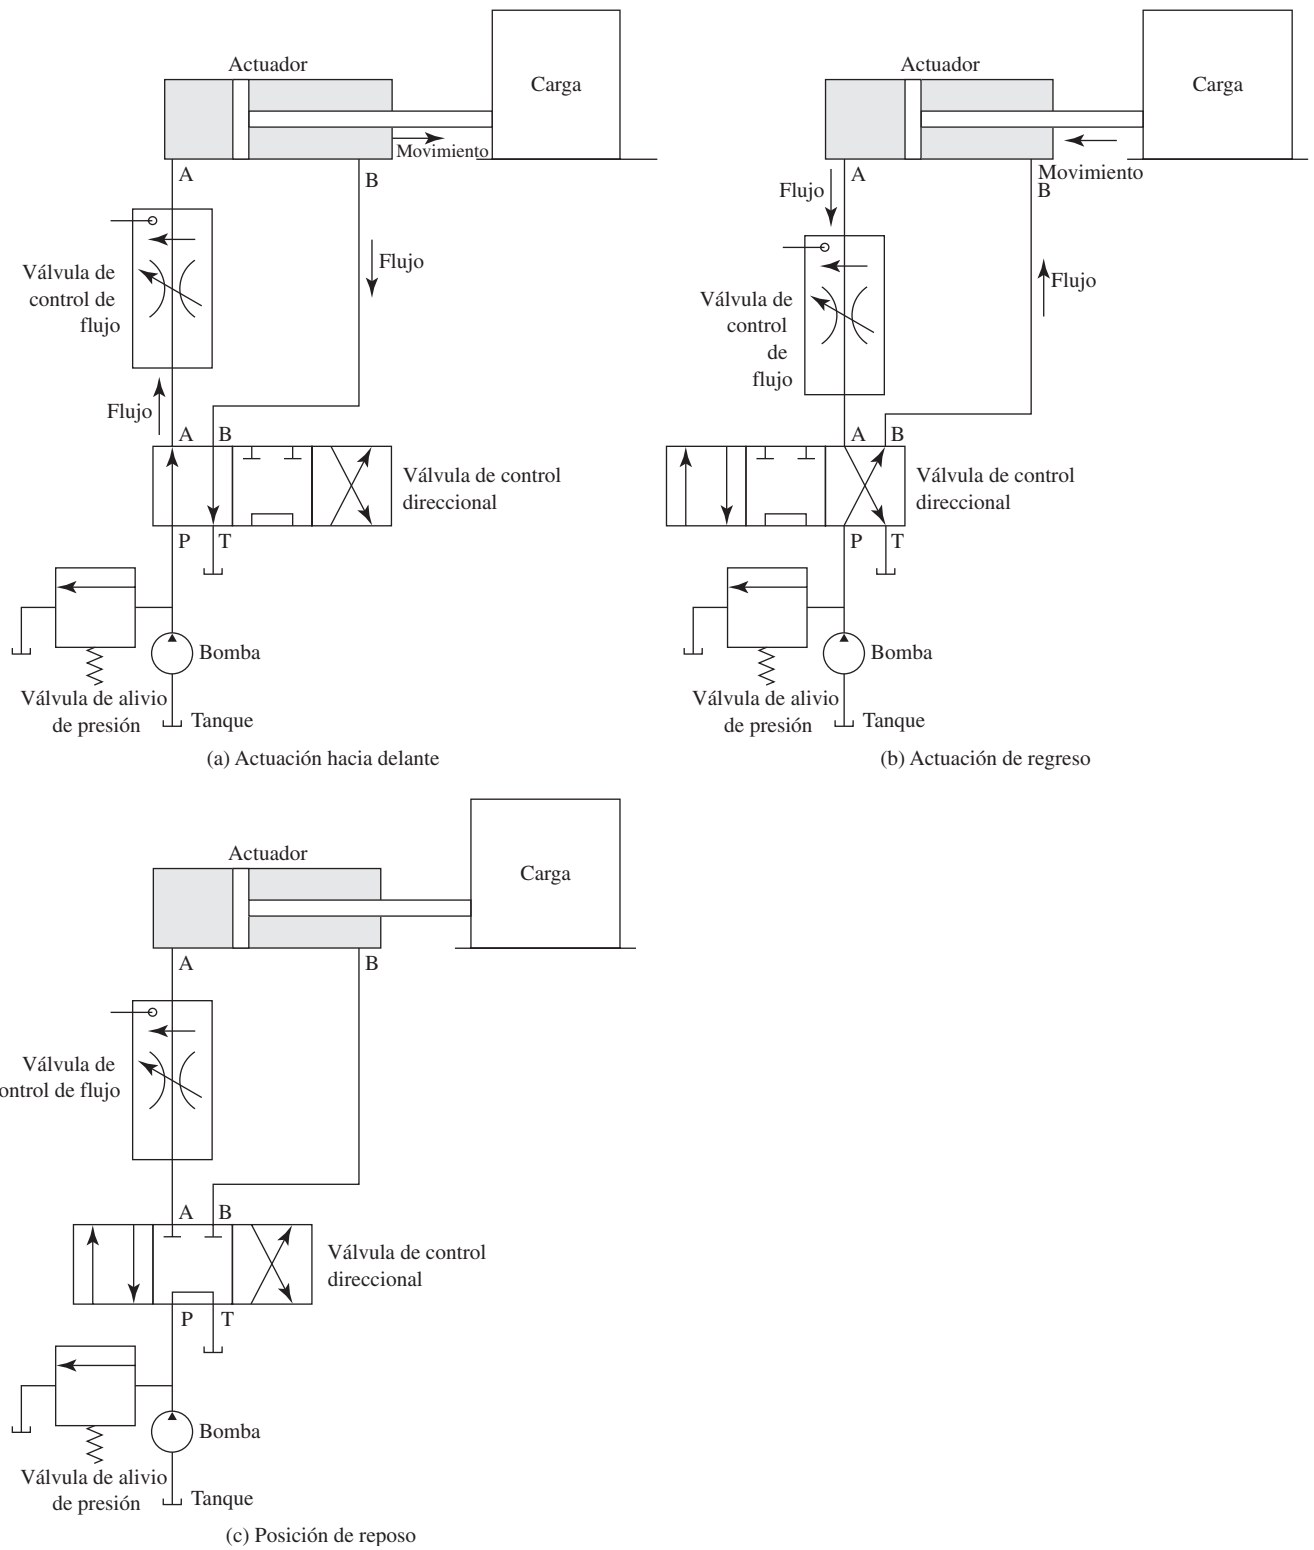 Actuador
Carga
Movimiento
A
B
Válvula de
control de
flujo
Flujo
Flujo
A
B
Válvula de control
direccional
P
T
Bomba
Válvula de alivio
de presión
Tanque
(a) Actuación hacia delante
Actuador
Carga
Movimiento
A
B
Flujo
Válvula de
control
de
flujo
Flujo
A
B
Válvula de control
direccional
P
T
Bomba
Válvula de alivio
de presión
Tanque
(b) Actuación de regreso
Actuador
Carga
A
B
Válvula de
ontrol de flujo
A
B
Válvula de control
direccional
P
T
Bomba
Válvula de alivio
de presión
Tanque
(c) Posición de reposo